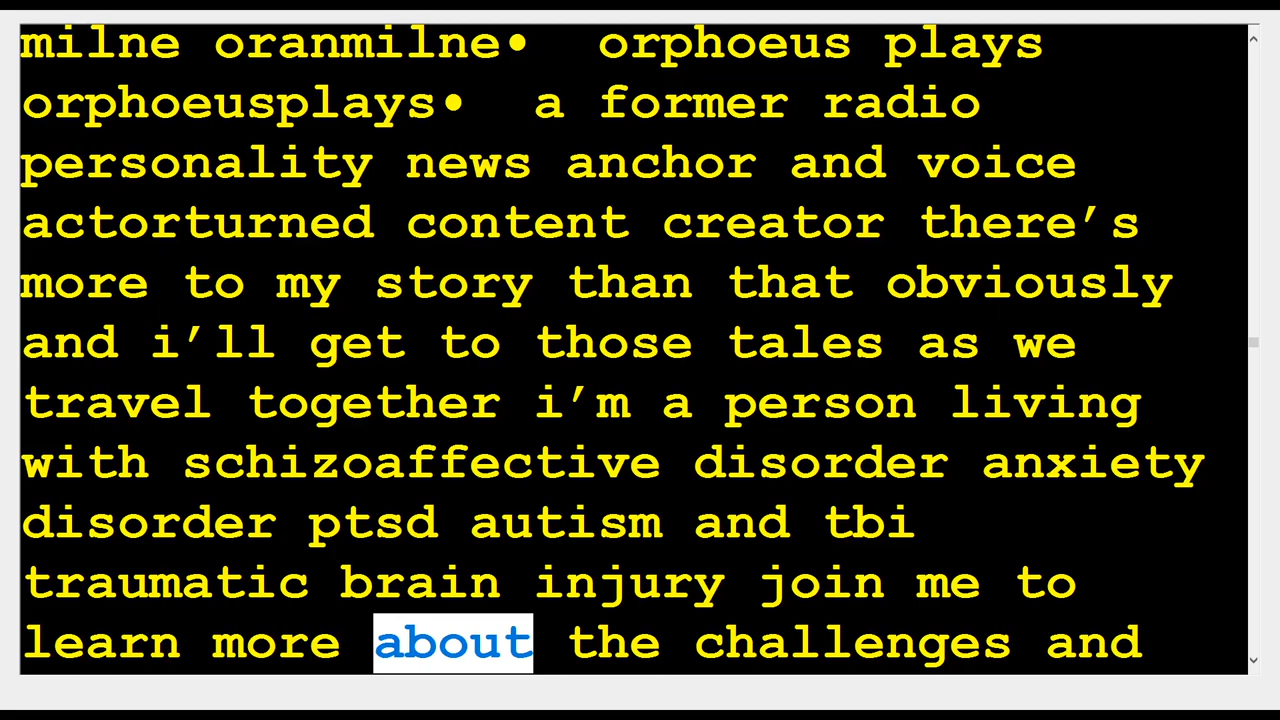 milne oranmilne•  orphoeus plays
orphoeusplays•  a former radio
personality news anchor and voice
actorturned content creator there’s
more to my story than that obviously
and i’ll get to those tales as we
travel together i’m a person living
with schizoaffective disorder anxiety
disorder ptsd autism and tbi
traumatic brain injury join me to
learn more about the challenges and